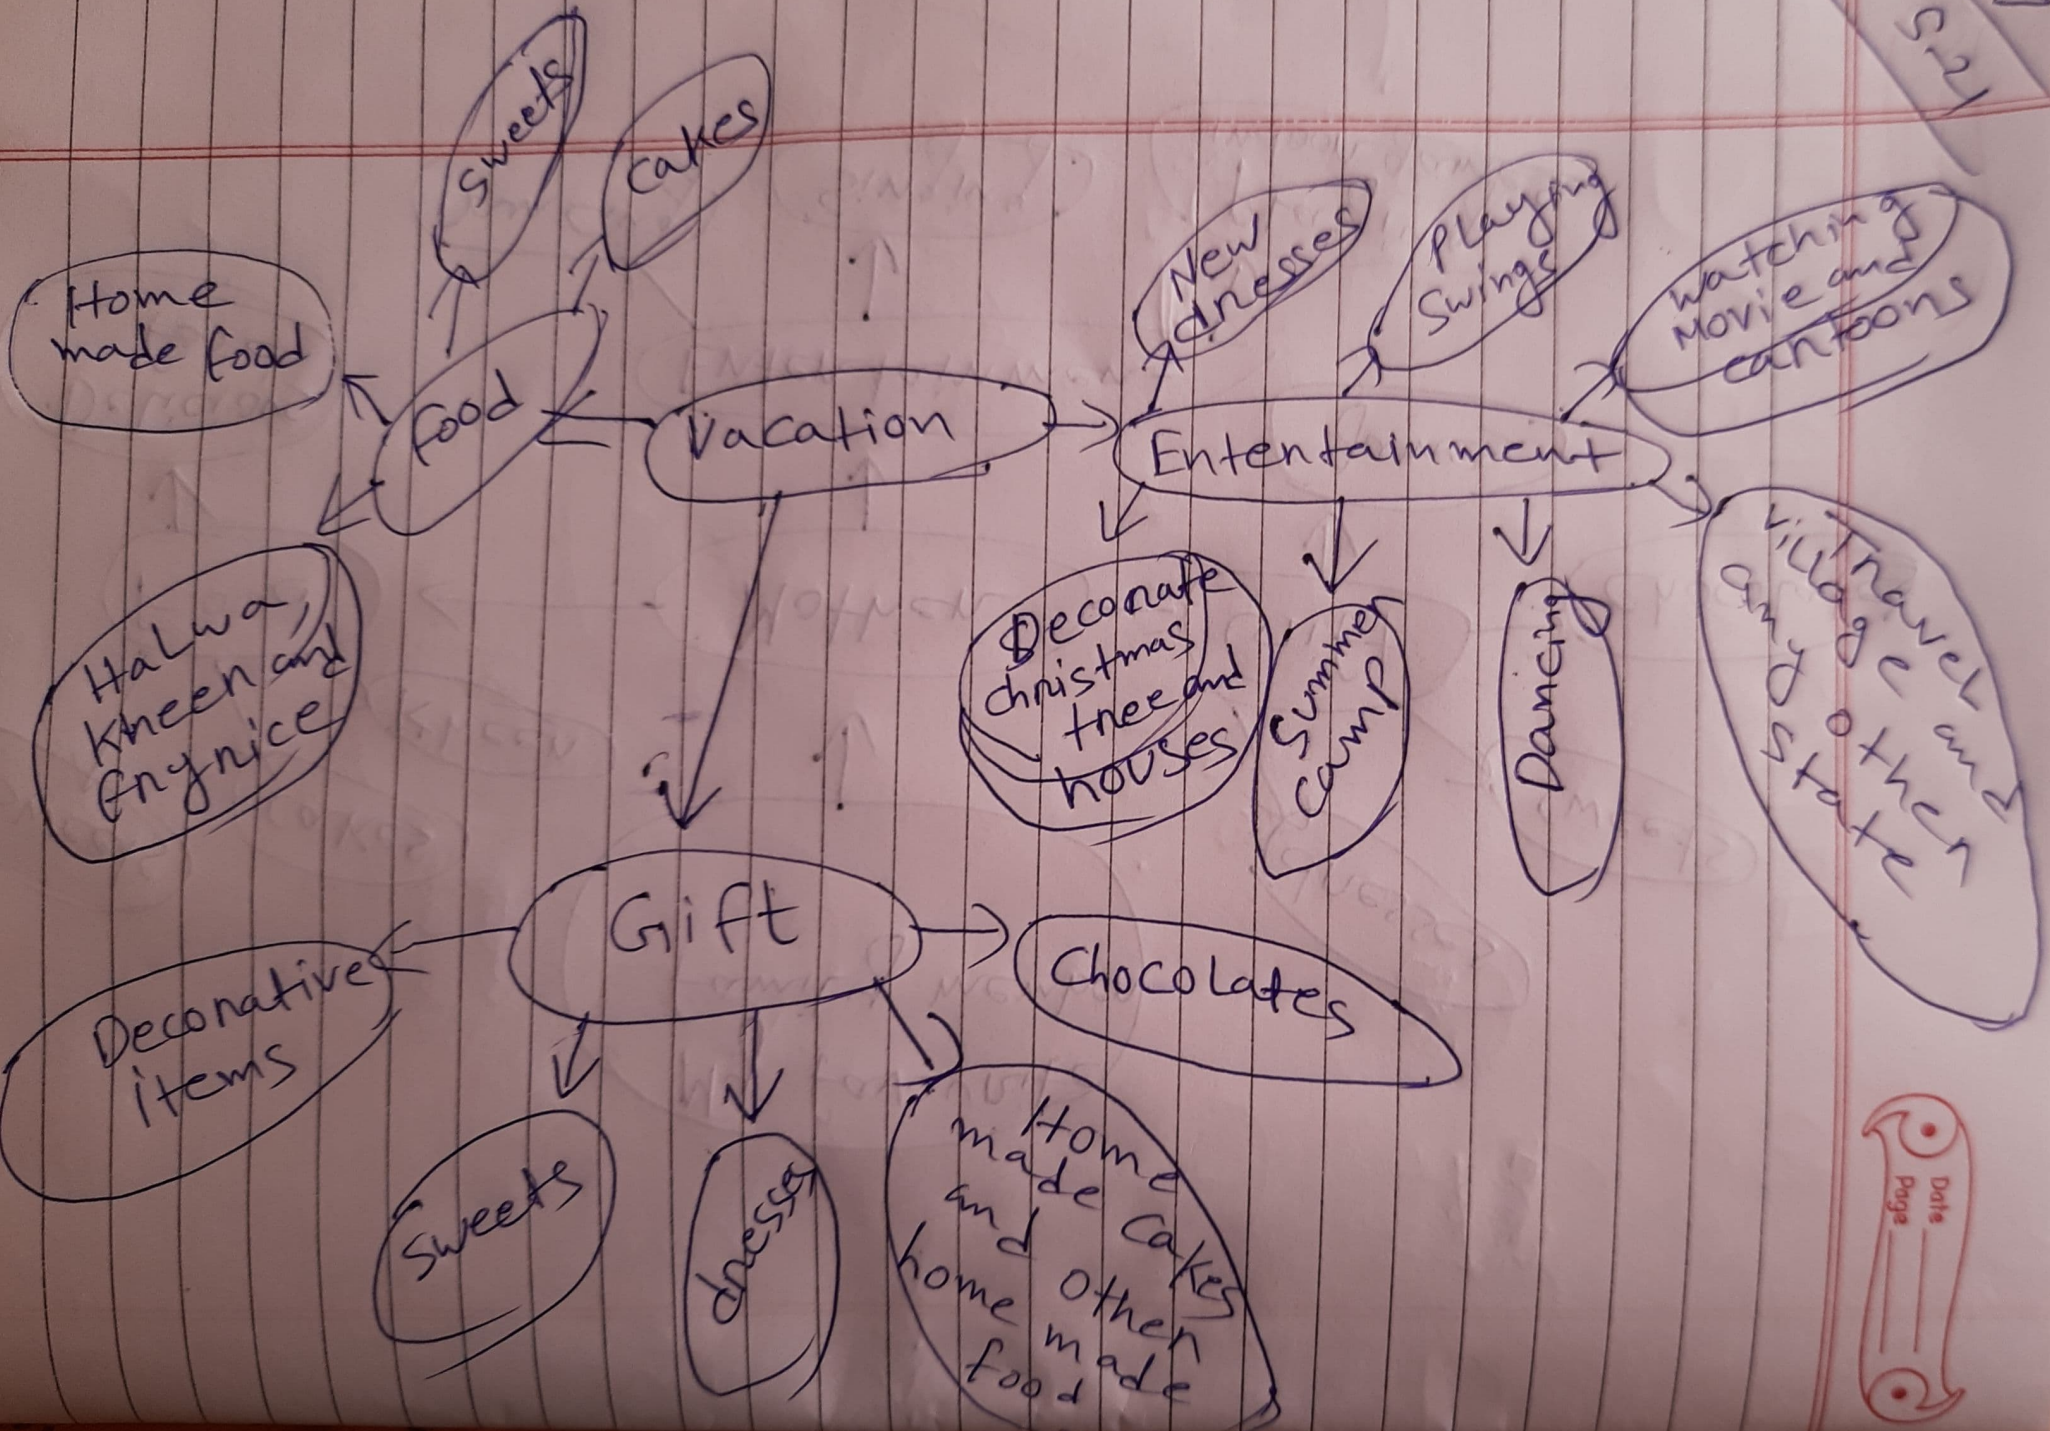 S-21
Sweets
Cakes
Home
made food
Food
Halwa,
Kheer and
fry rice
Vacation
New
dresses
Playing
Swings
Watching
Movie and
cartoons
Entertainment
Decorate
christmas
tree and
houses
Summer
camp
Dancing
Travel
village and
any other
state
Gift
Decorative
items
Sweets
dresses
Home
made Cakes
and other
home made
food
Chocolates
Date
Page